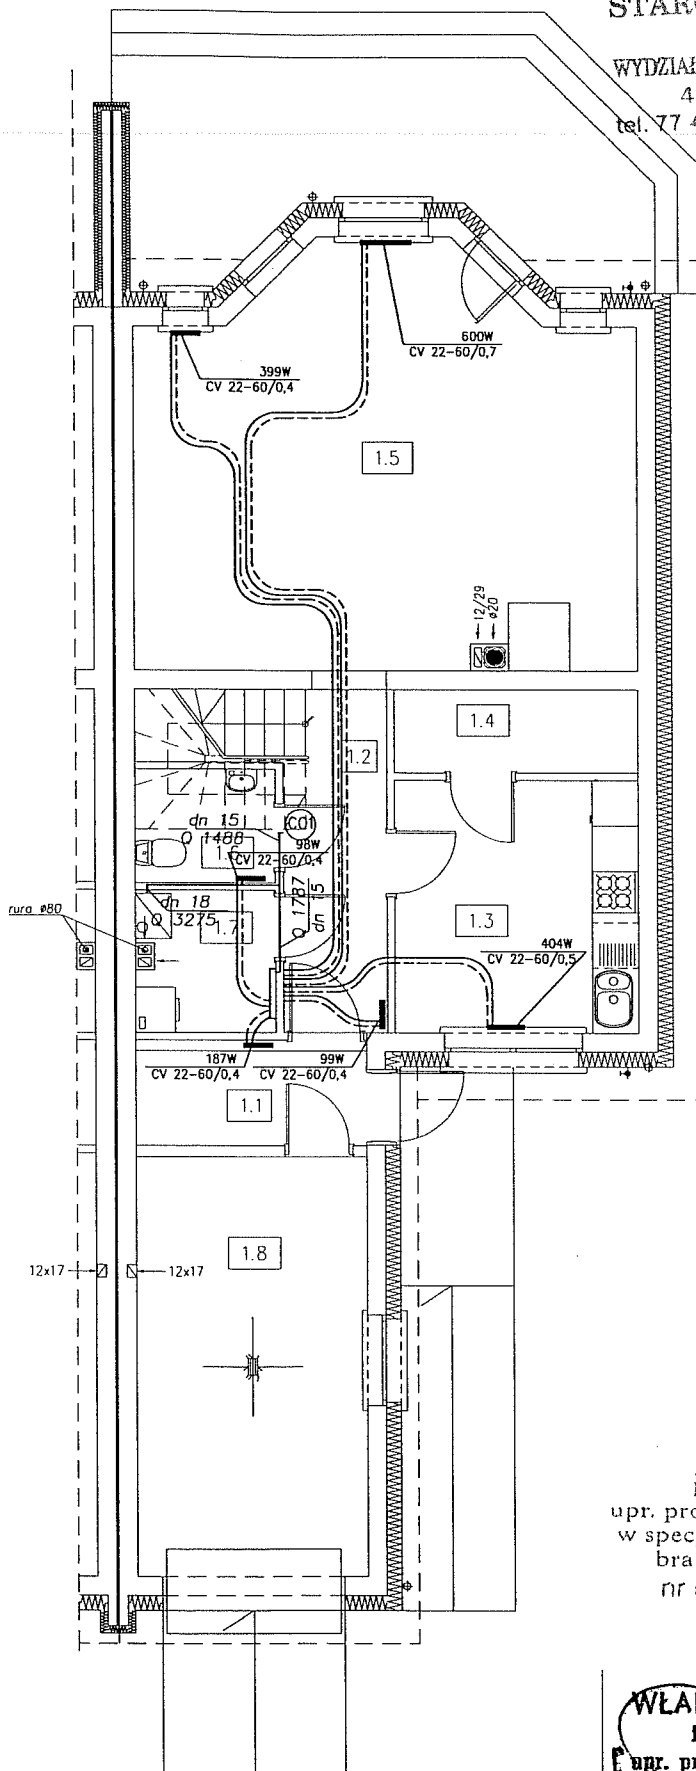 WYDZIAŁ
4
tel. 77 4
600W
CV 22-60/0,7
399W
CV 22-60/0,4
1.5
12/29
ø20
1.4
1.2
dn 15
Q 1488
CO1
1.6
98W
CV 22-60/0,4
dn 18
Q 3275
1.7
Q 1787
dn 15
rura ø80
1.3
404W
CV 22-60/0,5
187W
CV 22-60/0,4
99W
CV 22-60/0,4
1.1
1.8
12x17
12x17
upr. pro
w spec
bra
nr
upr. pr